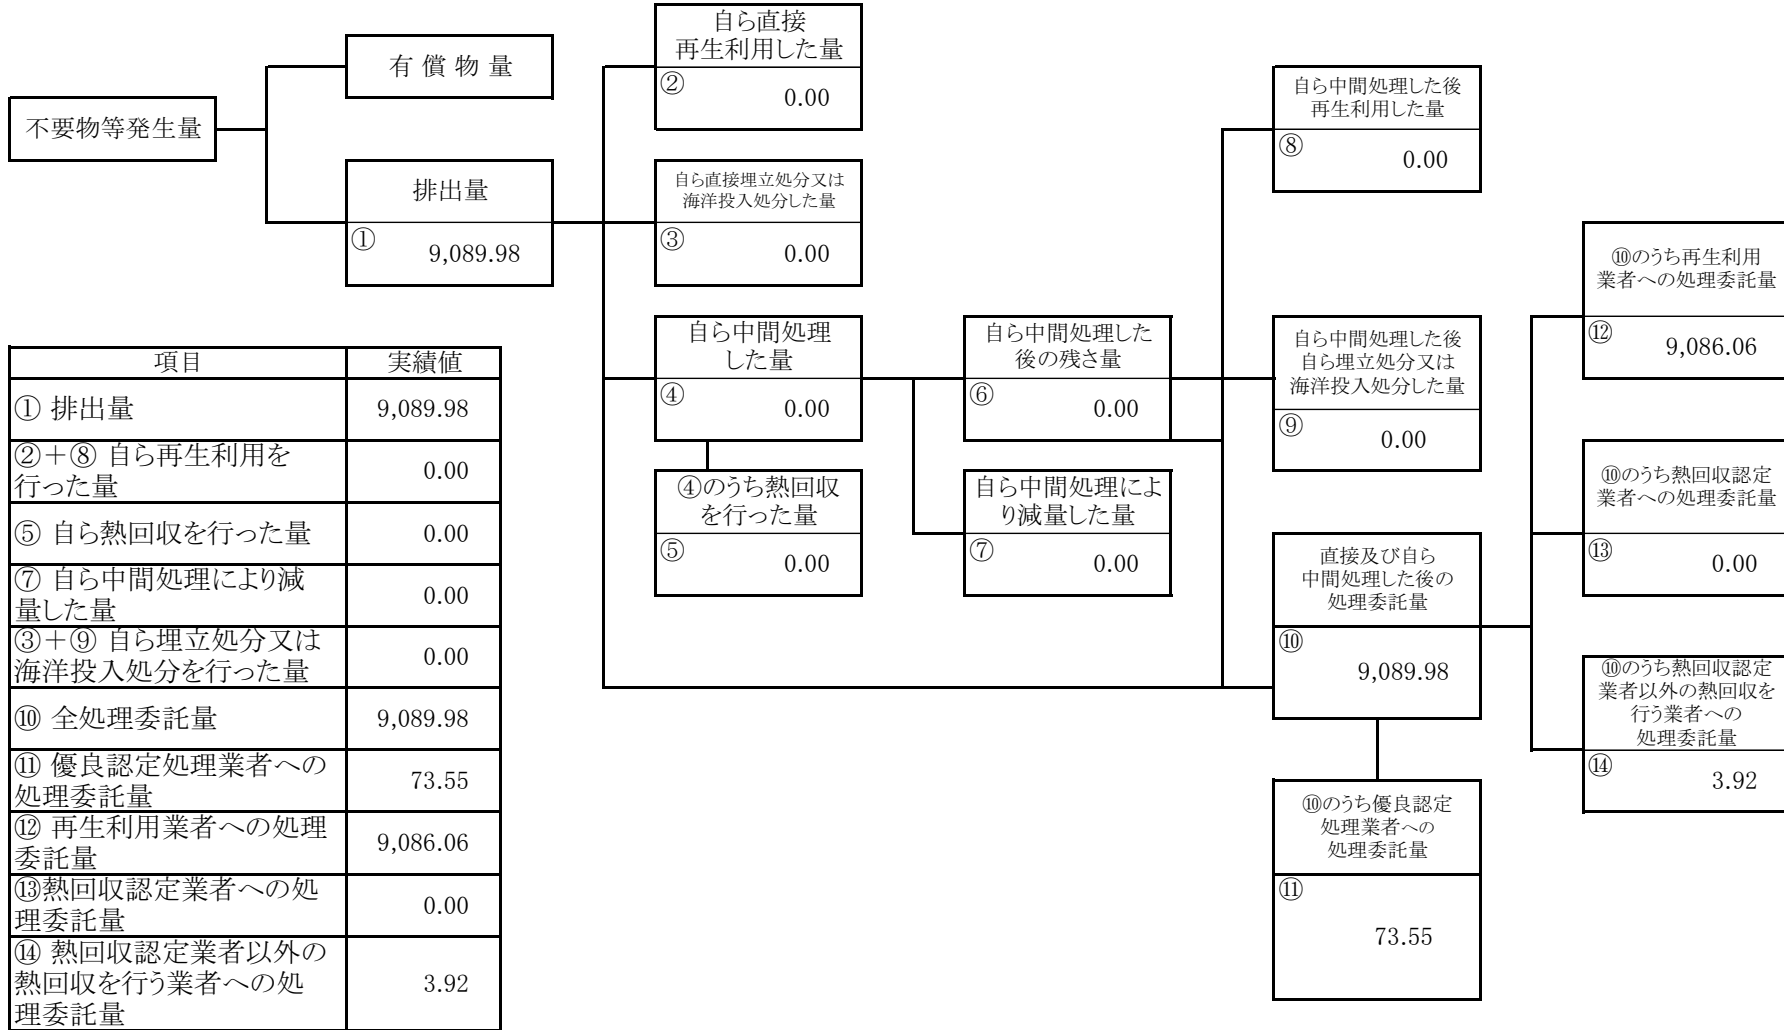 不要物等発生量
有 償 物 量
排出量
①
9,089.98
自ら直接
再生利用した量
②
0.00
自ら直接埋立処分又は
海洋投入処分した量
③
0.00
自ら中間処理
した量
④
0.00
④のうち熱回収
を行った量
⑤
0.00
自ら中間処理した
後の残さ量
⑥
0.00
自ら中間処理によ
り減量した量
⑦
0.00
自ら中間処理した後
再生利用した量
⑧
0.00
自ら中間処理した後
自ら埋立処分又は
海洋投入処分した量
⑨
0.00
直接及び自ら
中間処理した後の
処理委託量
⑩
9,089.98
⑩のうち優良認定
処理業者への
処理委託量
⑪
73.55
⑩のうち再生利用
業者への処理委託量
⑫
9,086.06
⑩のうち熱回収認定
業者への処理委託量
⑬
0.00
⑩のうち熱回収認定
業者以外の熱回収を
行う業者への
処理委託量
⑭
3.92
項目 実績値
① 排出量 9,089.98
②＋⑧ 自ら再生利用を
行った量 0.00
⑤ 自ら熱回収を行った量 0.00
⑦ 自ら中間処理により減
量した量 0.00
③＋⑨ 自ら埋立処分又は
海洋投入処分を行った量 0.00
⑩ 全処理委託量 9,089.98
⑪ 優良認定処理業者への
処理委託量 73.55
⑫ 再生利用業者への処理
委託量 9,086.06
⑬熱回収認定業者への処
理委託量 0.00
⑭ 熱回収認定業者以外の
熱回収を行う業者への処
理委託量 3.92